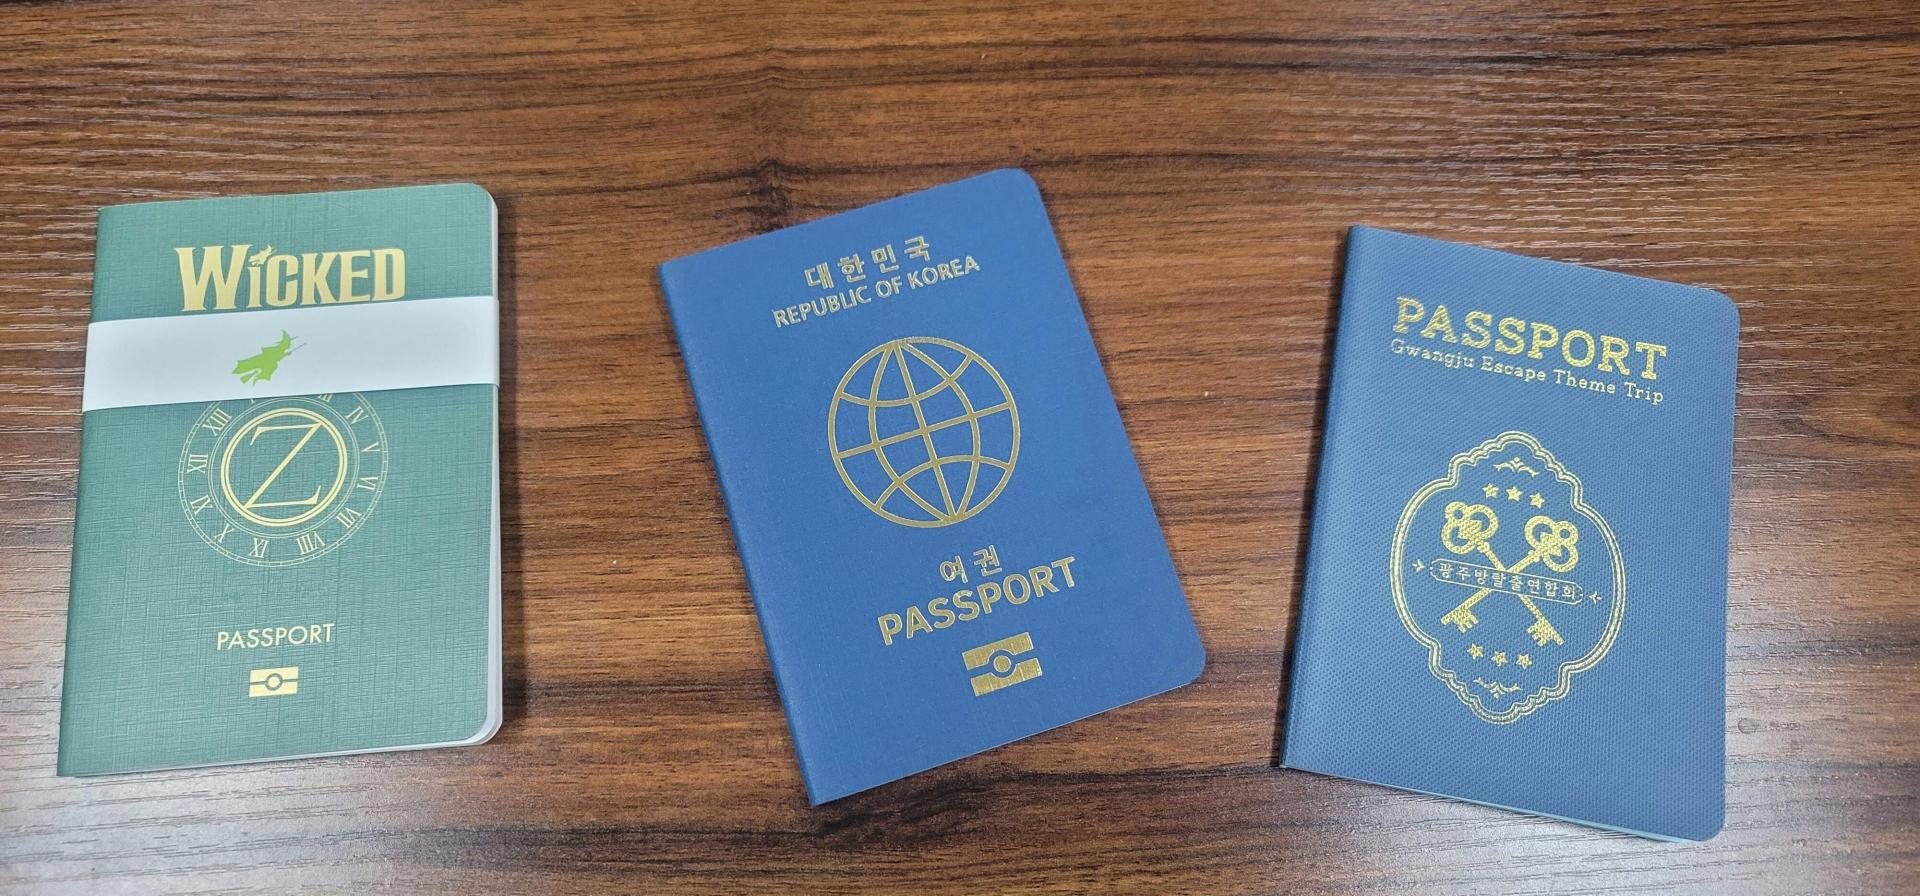 WICKED
Z
PASSPORT
대한민국
REPUBLIC OF KOREA
여권
PASSPORT
PASSPORT
Gwangju Escape Theme Trip
광주방탈출연합회